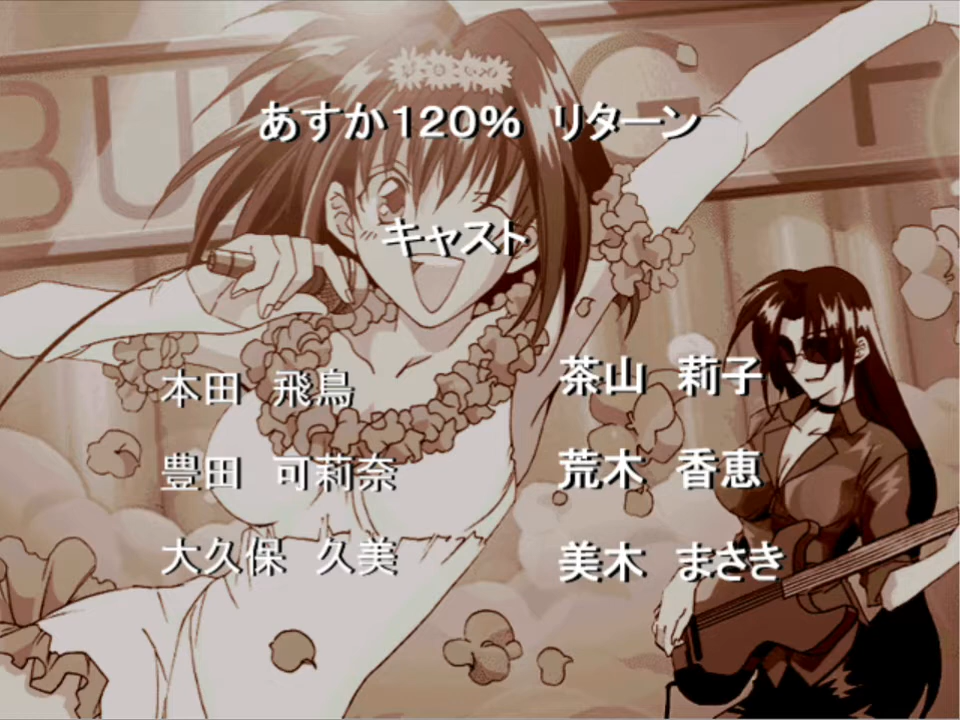 BU G F
あすか120% リターン
キャスト
本田 飛鳥 茶山 莉子
豊田 可莉奈 荒木 香恵
大久保 久美 美木 まさき